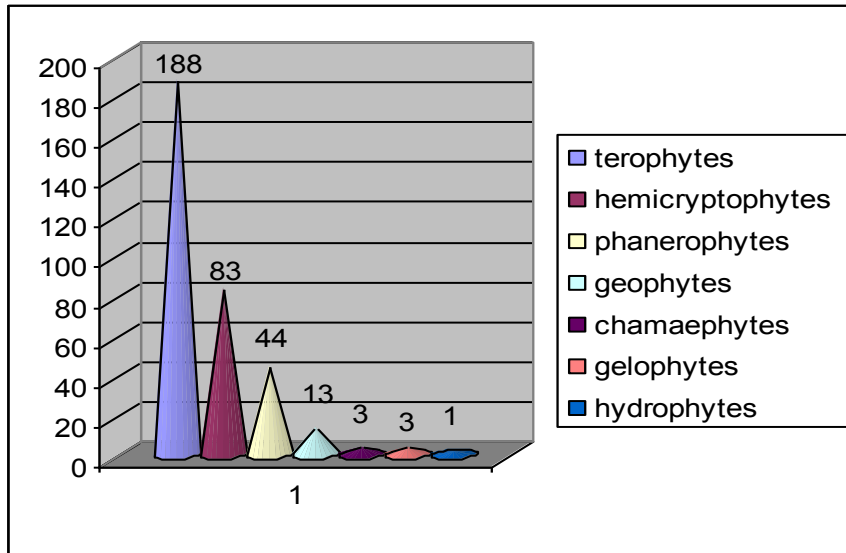 200
180
160
140
120
100
80
60
40
20
0
188
83
44
13
3
3
1
1
terophytes
hemicryptophytes
phanerophytes
geophytes
chamaephytes
gelophytes
hydrophytes